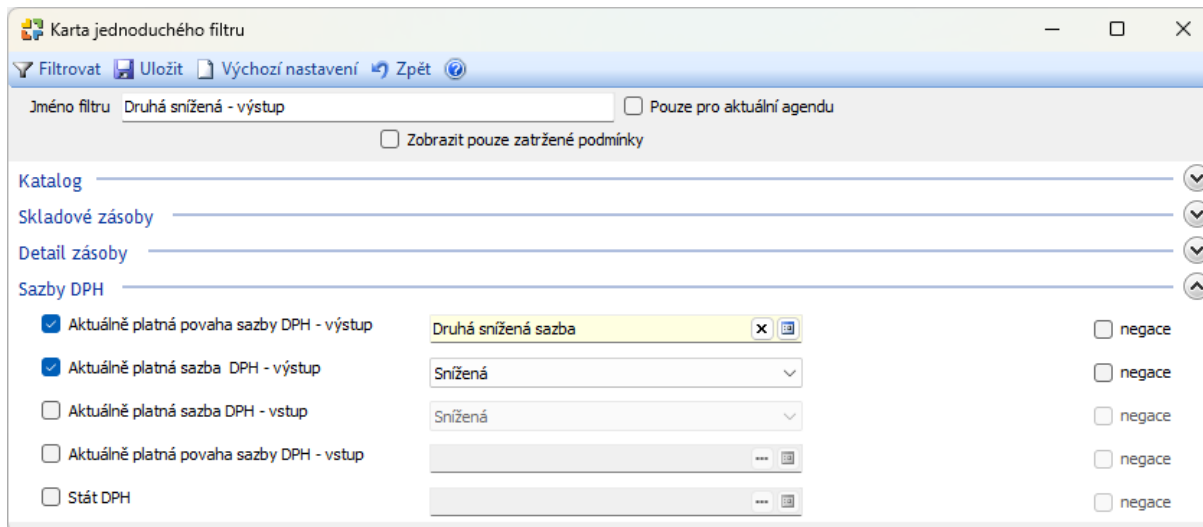 Karta jednoduchého filtru
Filtrovat Uložit Výchozí nastavení Zpět
Jméno filtru Druhá snížená - výstup Pouze pro aktuální agendu
Zobrazit pouze zatržené podmínky
Katalog
Skladové zásoby
Detail zásoby
Sazby DPH
Aktuálně platná povaha sazby DPH - výstup Druhá snížená sazba negace
Aktuálně platná sazba DPH - výstup Snížená negace
Aktuálně platná sazba DPH - vstup Snížená negace
Aktuálně platná povaha sazby DPH - vstup negace
Stát DPH negace